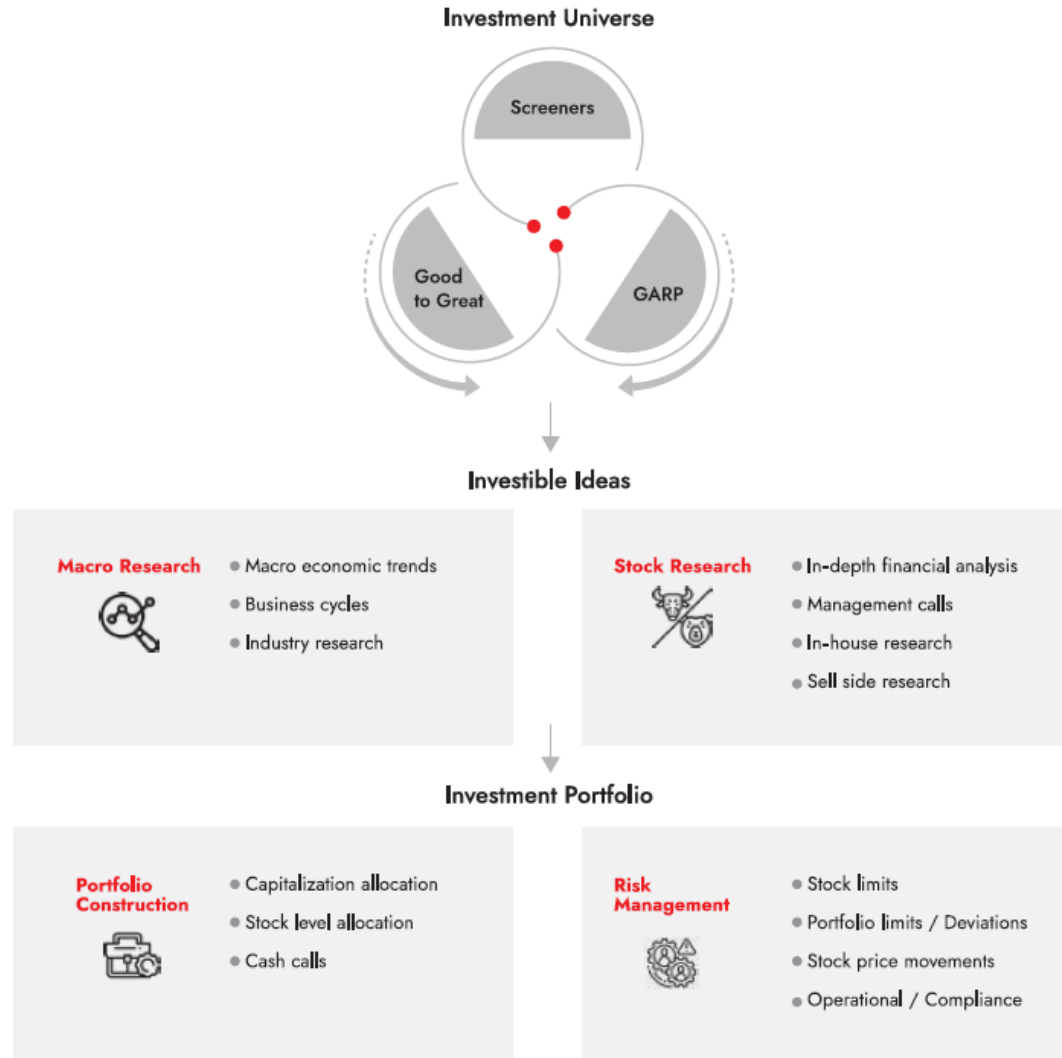 Investment Universe
Screeners
Good
to Great
GARP
Investible Ideas
Macro Research
Macro economic trends
Business cycles
Industry research
Stock Research
In-depth financial analysis
Management calls
In-house research
Sell side research
Investment Portfolio
Portfolio
Construction
Capitalization allocation
Stock level allocation
Cash calls
Risk
Management
Stock limits
Portfolio limits / Deviations
Stock price movements
Operational / Compliance